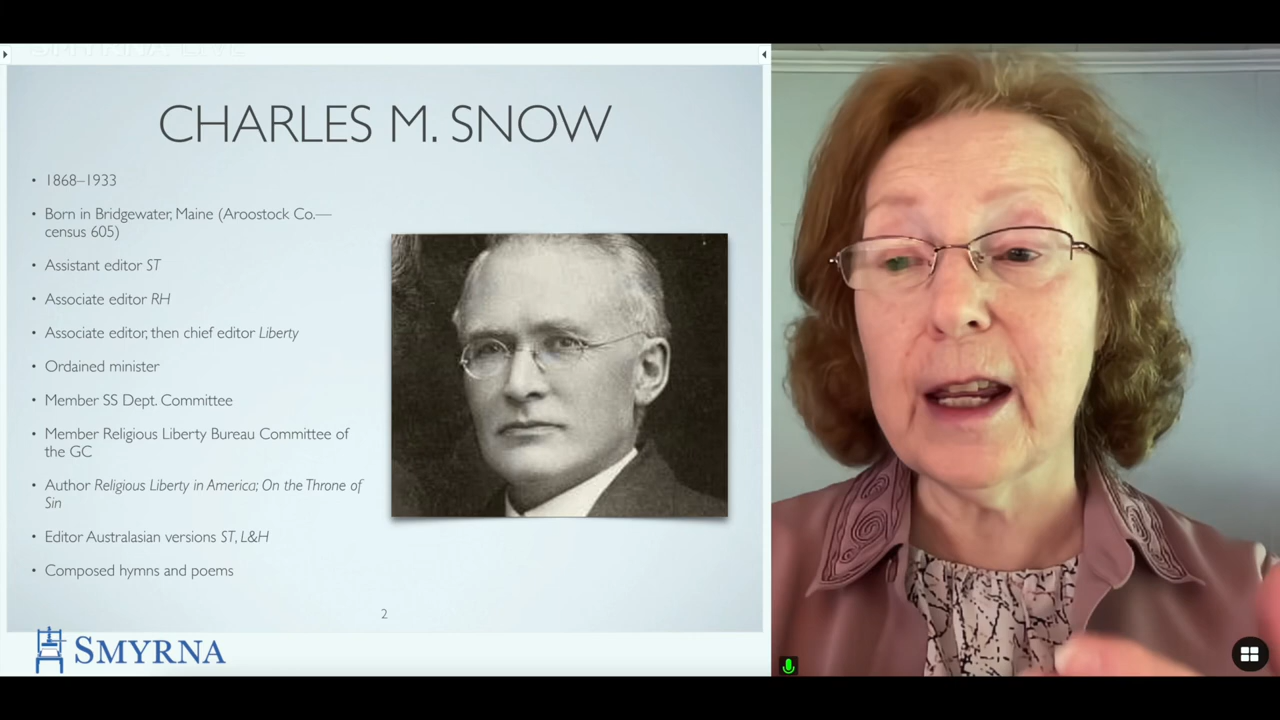 CHARLES M. SNOW
• 1868–1933
• Born in Bridgewater, Maine (Aroostock Co.—
census 605)
• Assistant editor ST
• Associate editor RH
• Associate editor, then chief editor Liberty
• Ordained minister
• Member SS Dept. Committee
• Member Religious Liberty Bureau Committee of
the GC
• Author Religious Liberty in America; On the Throne of
Sin
• Editor Australasian versions ST, L&H
• Composed hymns and poems
2
SMYRNA